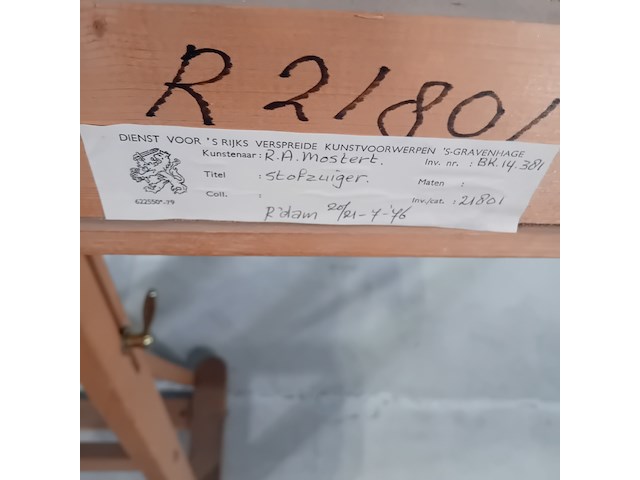 R 21801
DIENST VOOR 'S RIJKS VERSPREIDE KUNSTVOORWERPEN 'S-GRAVENHAGE
Kunstenaar : R.A. Mostert. Inv. nr. : BK.14.381
Titel : stofzuiger. Maten :
Coll. : Inv./cat. : 21801
622550*-79 R'dam 20/21-7-'76